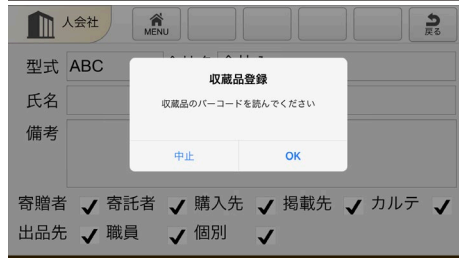 人会社
MENU
戻る
型式 ABC
氏名
備考
収蔵品登録
収蔵品のバーコードを読んでください
中止 OK
寄贈者 ✓ 寄託者 ✓ 購入先 ✓ 掲載先 ✓ カルテ ✓
出品先 ✓ 職員 ✓ 個別 ✓